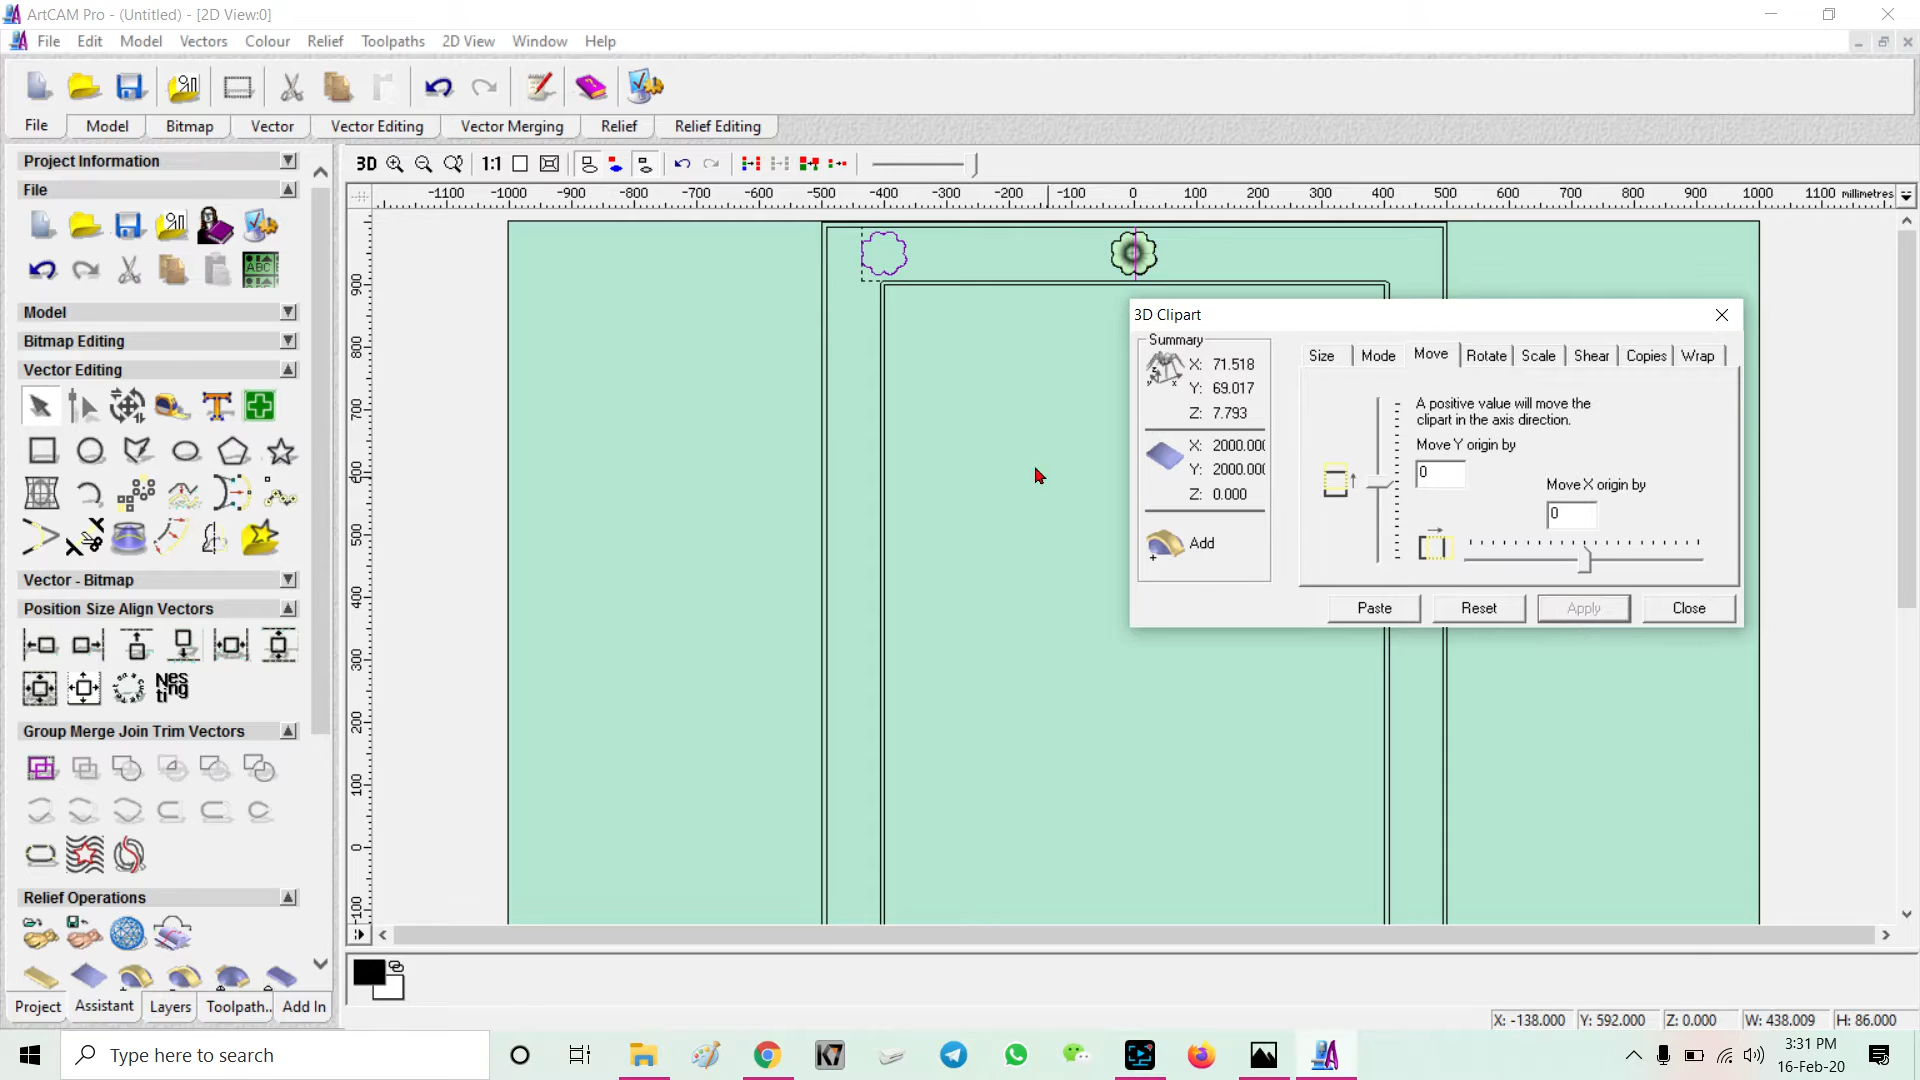 ArtCAM Pro - (Untitled) - [2D View:0]
File Edit Model Vectors Colour Relief Toolpaths 2D View Window Help
File Model Bitmap Vector Vector Editing Vector Merging Relief Relief Editing
Project Information
File
ABC
Model
Bitmap Editing
Vector Editing
Vector - Bitmap
Position Size Align Vectors
Nes
ting
Group Merge Join Trim Vectors
Relief Operations
Project Assistant Layers Toolpath.. Add In
3D 1:1
-1100 -1000 -900 -800 -700 -600 -500 -400 -300 -200 -100 0 100 200 300 400 500 600 700 800 900 1000 1100 millimetres
900
800
700
600
500
400
300
200
100
0
-100
3D Clipart
Summary
X: 71.518
Y: 69.017
Z: 7.793
X: 2000.000
Y: 2000.000
Z: 0.000
Add
Size Mode Move Rotate Scale Shear Copies Wrap
A positive value will move the
clipart in the axis direction.
Move Y origin by
0
Move X origin by
0
Paste Reset Apply Close
X: -138.000 Y: 592.000 Z: 0.000 W: 438.009 H: 86.000
Type here to search
K7
3:31 PM
16-Feb-20